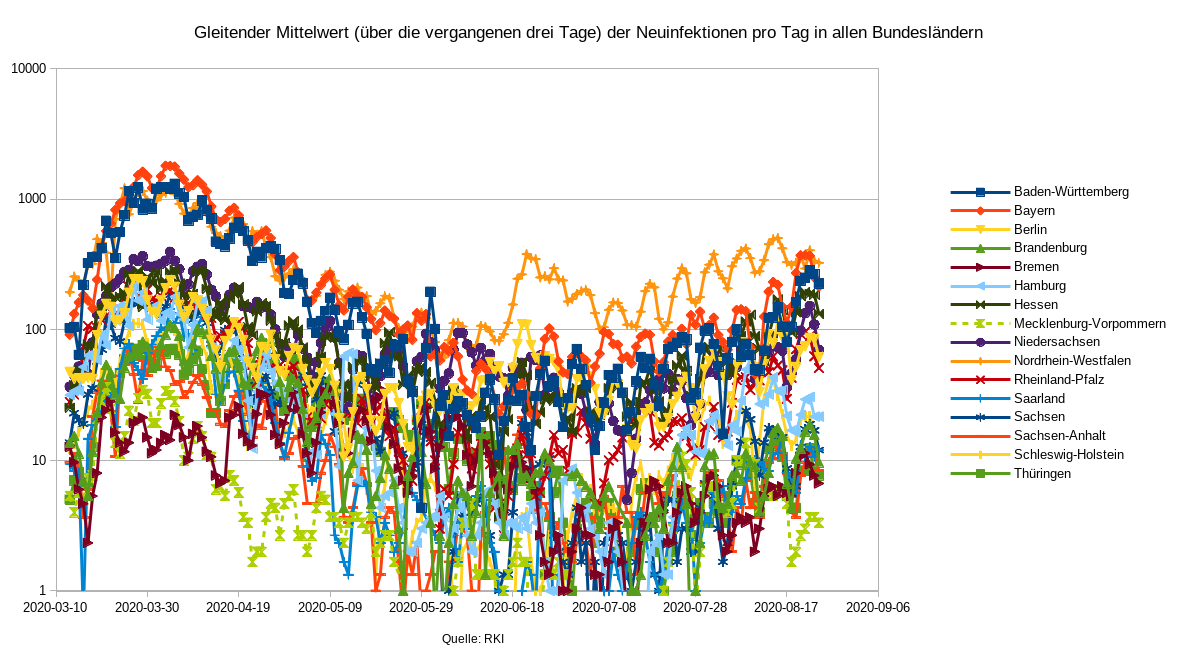 Gleitender Mittelwert (über die vergangenen drei Tage) der Neuinfektionen pro Tag in allen Bundesländern
10000
1000
100
10
1
2020-03-10 2020-03-30 2020-04-19 2020-05-09 2020-05-29 2020-06-18 2020-07-08 2020-07-28 2020-08-17 2020-09-06
Quelle: RKI
Baden-Württemberg
Bayern
Berlin
Brandenburg
Bremen
Hamburg
Hessen
Mecklenburg-Vorpommern
Niedersachsen
Nordrhein-Westfalen
Rheinland-Pfalz
Saarland
Sachsen
Sachsen-Anhalt
Schleswig-Holstein
Thüringen